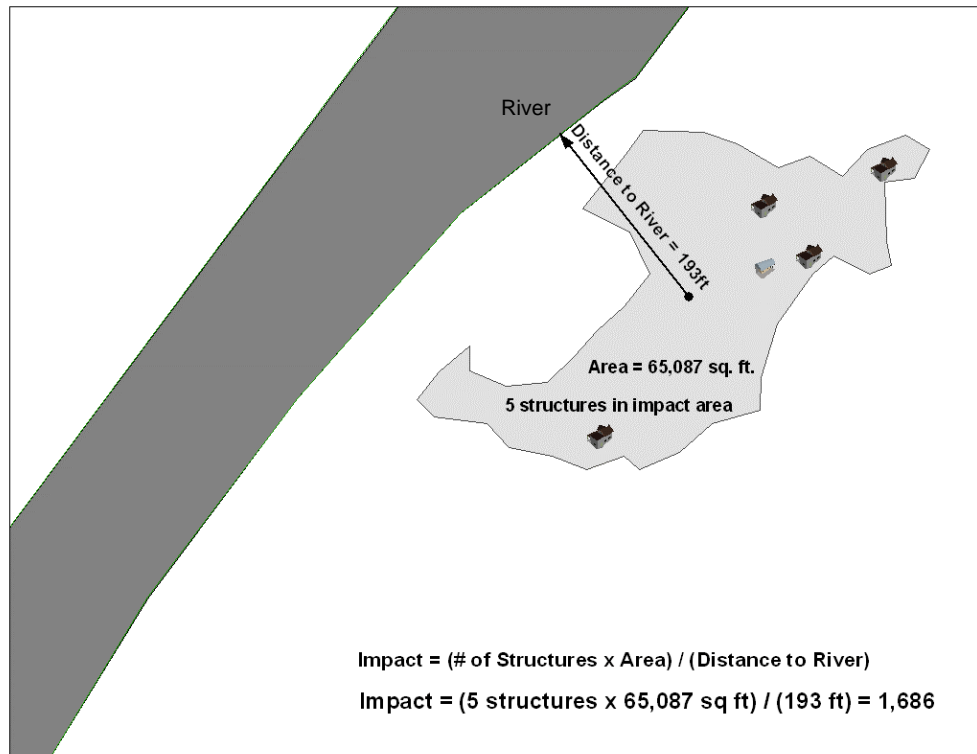 River
Distance to River = 193ft
Area = 65,087 sq. ft.
5 structures in impact area
Impact = (# of Structures x Area) / (Distance to River)
Impact = (5 structures x 65,087 sq ft) / (193 ft) = 1,686